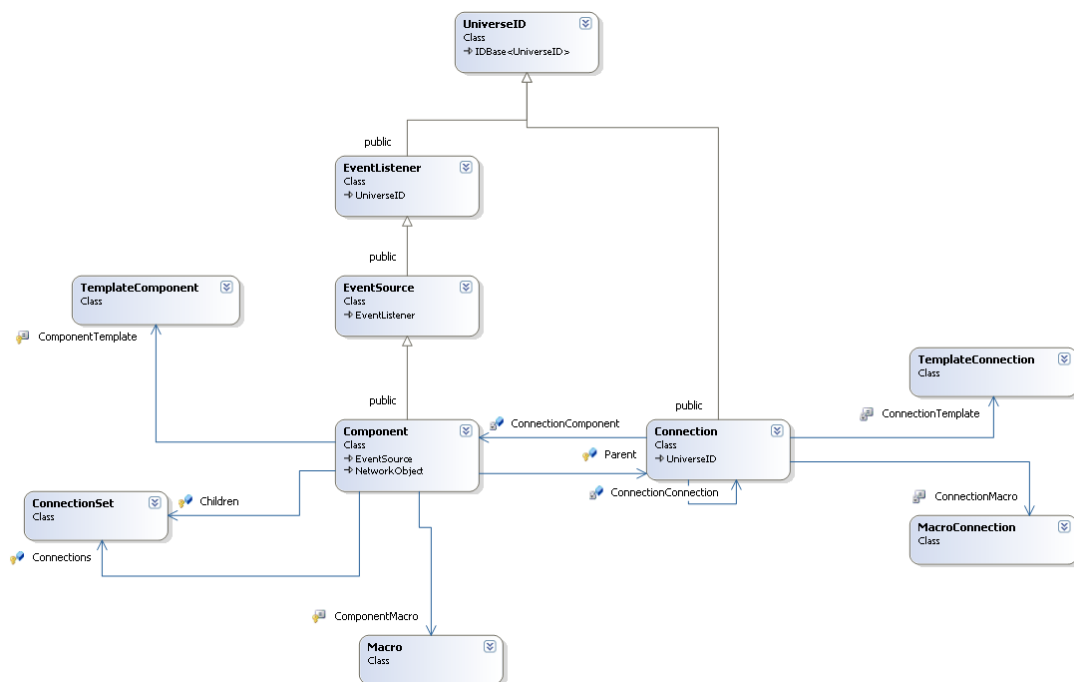 UniverseID
Class
IDBase<UniverseID>
public
EventListener
Class
UniverseID
public
EventSource
Class
EventListener
TemplateComponent
Class
ComponentTemplate
public
public
TemplateConnection
Class
ConnectionTemplate
Component
Class
EventSource
NetworkObject
ConnectionComponent
Parent
ConnectionConnection
Connection
Class
UniverseID
ConnectionSet
Class
Children
Connections
ConnectionMacro
MacroConnection
Class
ComponentMacro
Macro
Class